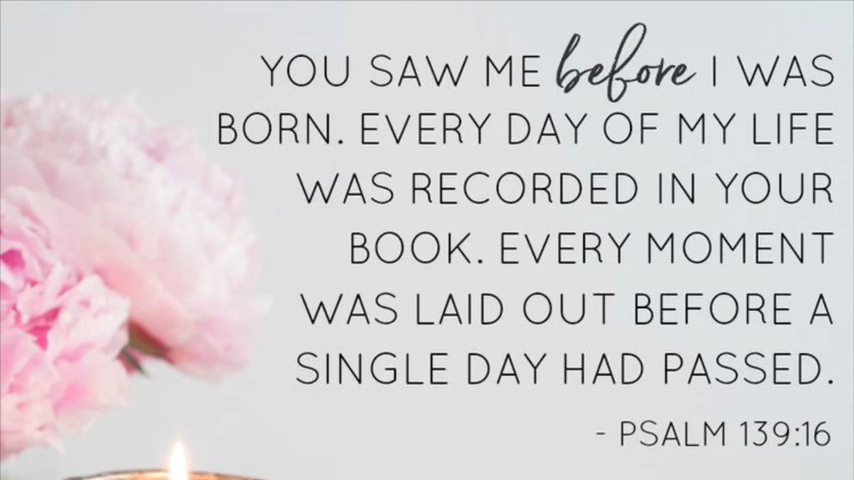 YOU SAW ME before I WAS
BORN. EVERY DAY OF MY LIFE
WAS RECORDED IN YOUR
BOOK. EVERY MOMENT
WAS LAID OUT BEFORE A
SINGLE DAY HAD PASSED.
- PSALM 139:16